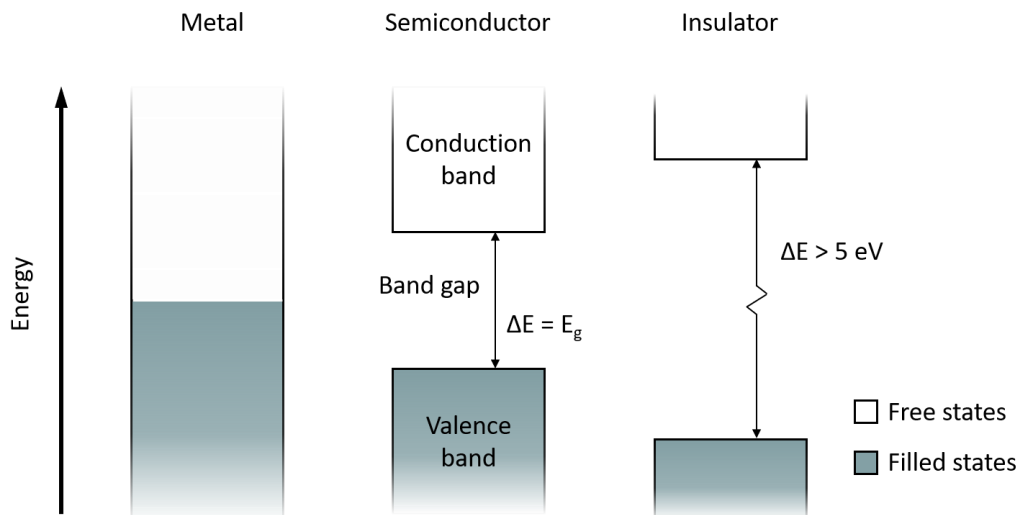 Metal
Semiconductor
Insulator
Energy
Conduction
band
Band gap
ΔE = Eg
Valence
band
ΔE > 5 eV
Free states
Filled states